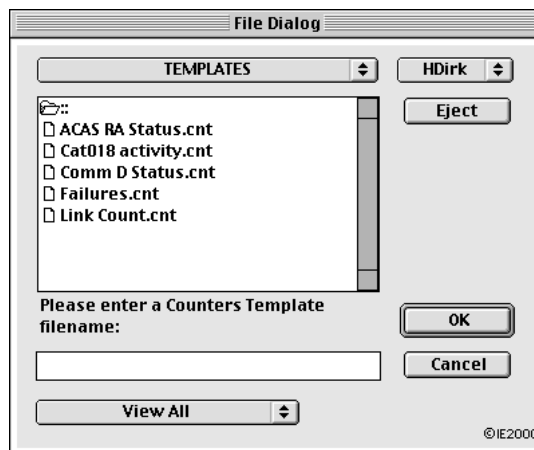 File Dialog
TEMPLATES
HDirk
::
ACAS RA Status.cnt
Cat018 activity.cnt
Comm D Status.cnt
Failures.cnt
Link Count.cnt
Eject
Please enter a Counters Template
filename:
OK
Cancel
View All
©IE2000